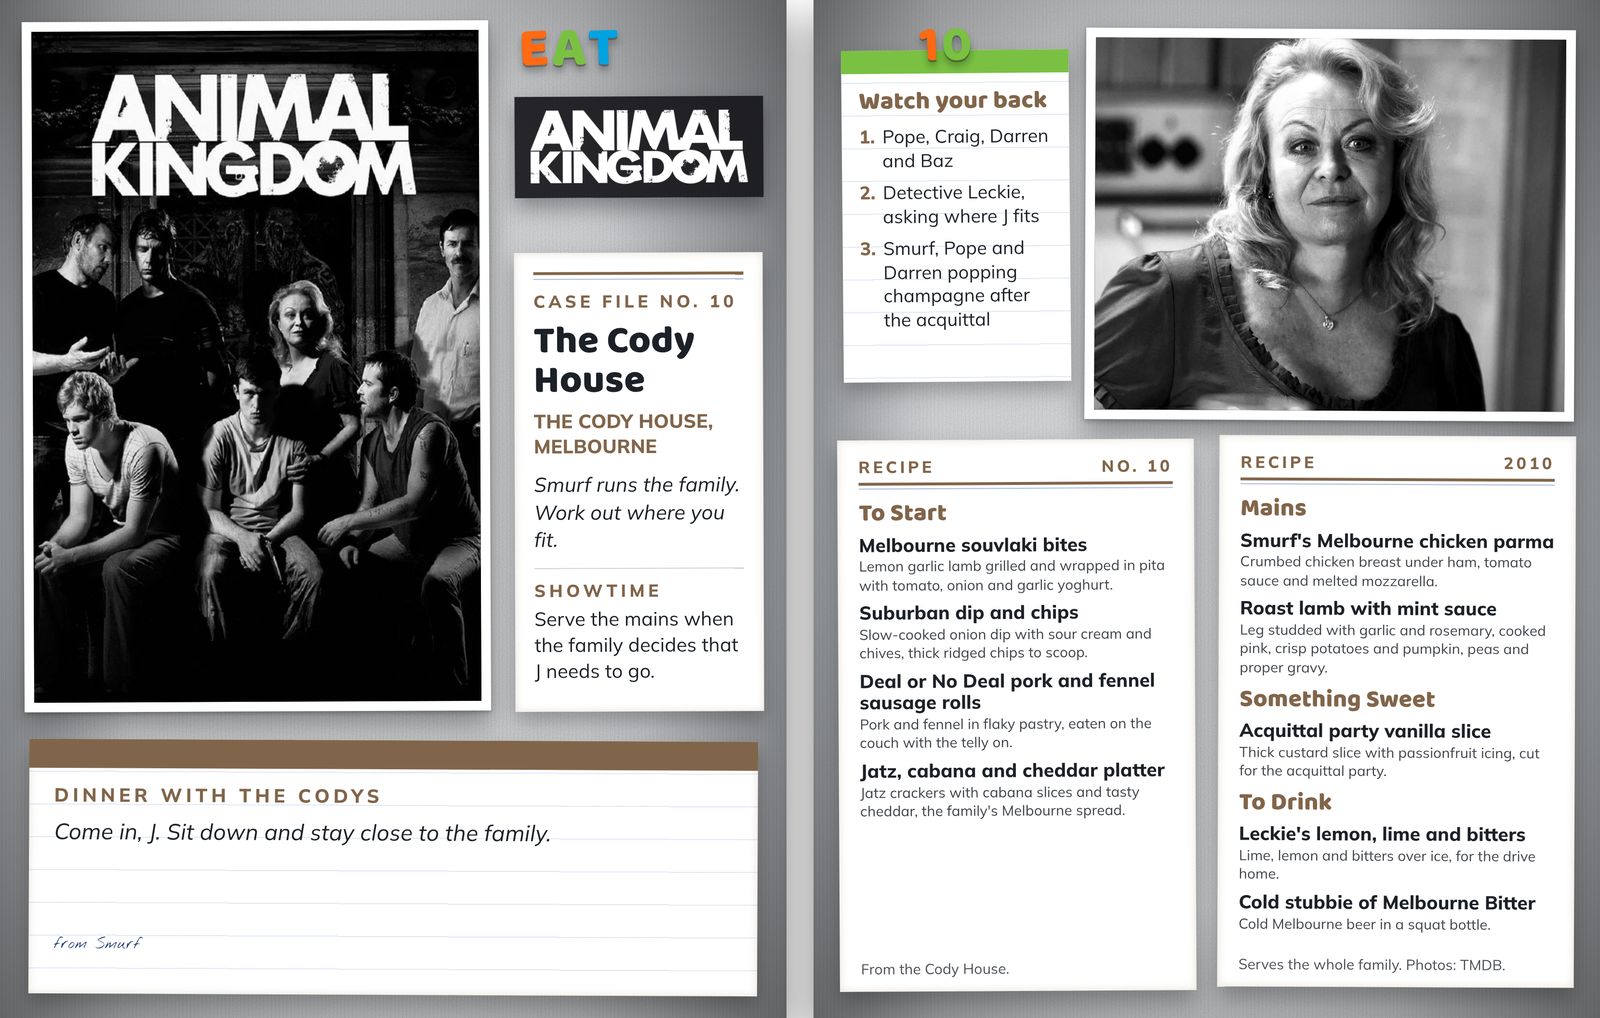 ANIMAL
KINGDOM
EAT
ANIMAL
KINGDOM
CASE FILE NO. 10
The Cody
House
THE CODY HOUSE,
MELBOURNE
Smurf runs the family.
Work out where you
fit.
SHOWTIME
Serve the mains when
the family decides that
J needs to go.
DINNER WITH THE CODYS
Come in, J. Sit down and stay close to the family.
from Smurf
10
Watch your back
1. Pope, Craig, Darren
and Baz
2. Detective Leckie,
asking where J fits
3. Smurf, Pope and
Darren popping
champagne after
the acquittal
RECIPE NO. 10
To Start
Melbourne souvlaki bites
Lemon garlic lamb grilled and wrapped in pita
with tomato, onion and garlic yoghurt.
Suburban dip and chips
Slow-cooked onion dip with sour cream and
chives, thick ridged chips to scoop.
Deal or No Deal pork and fennel
sausage rolls
Pork and fennel in flaky pastry, eaten on the
couch with the telly on.
Jatz, cabana and cheddar platter
Jatz crackers with cabana slices and tasty
cheddar, the family's Melbourne spread.
From the Cody House.
RECIPE 2010
Mains
Smurf's Melbourne chicken parma
Crumbed chicken breast under ham, tomato
sauce and melted mozzarella.
Roast lamb with mint sauce
Leg studded with garlic and rosemary, cooked
pink, crisp potatoes and pumpkin, peas and
proper gravy.
Something Sweet
Acquittal party vanilla slice
Thick custard slice with passionfruit icing, cut
for the acquittal party.
To Drink
Leckie's lemon, lime and bitters
Lime, lemon and bitters over ice, for the drive
home.
Cold stubbie of Melbourne Bitter
Cold Melbourne beer in a squat bottle.
Serves the whole family. Photos: TMDB.